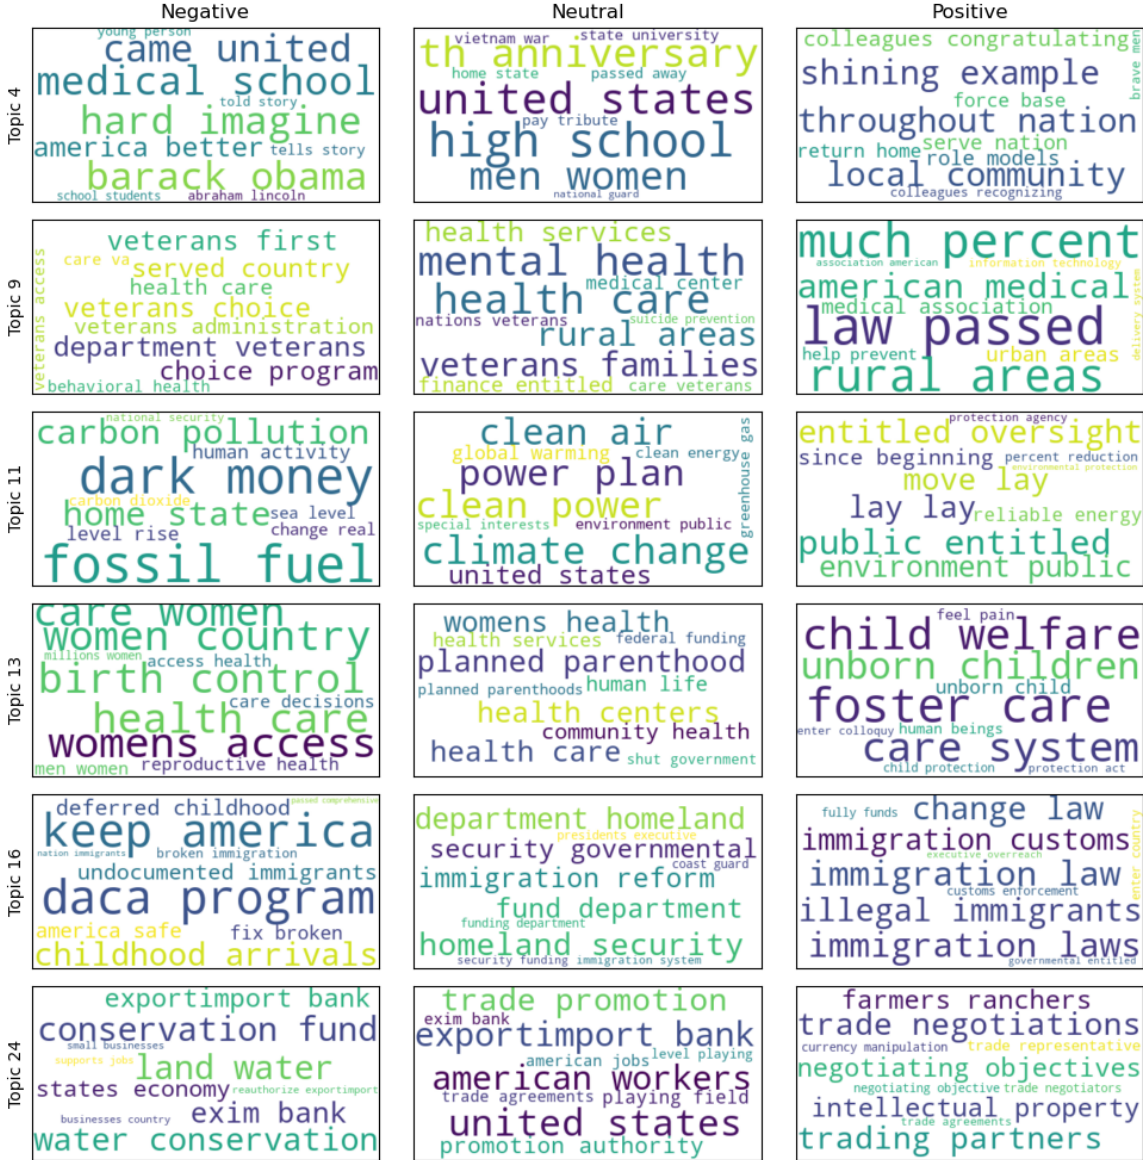 Negative
Neutral
Positive
Topic 4
young person
came united
medical school
told story
hard imagine
america better
tells story
barack obama
school students
abraham lincoln
vietnam war
state university
th anniversary
home state
passed away
united states
pay tribute
high school
men women
national guard
colleagues congratulating
brave men
shining example
force base
throughout nation
serve nation
return home
role models
local community
colleagues recognizing
Topic 9
veterans first
care va
served country
health care
veterans access
veterans choice
veterans administration
department veterans
choice program
behavioral health
health services
mental health
medical center
health care
nations veterans
suicide prevention
rural areas
veterans families
finance entitled
care veterans
much percent
association american
information technology
american medical
medical association
delivery system
law passed
help prevent
urban areas
rural areas
Topic 11
national security
carbon pollution
human activity
dark money
carbon dioxide
home state
sea level
level rise
change real
fossil fuel
clean air
global warming
clean energy
greenhouse gas
power plan
clean power
special interests
environment public
climate change
united states
protection agency
entitled oversight
since beginning
percent reduction
environmental protection
move lay
lay lay
reliable energy
public entitled
environment public
Topic 13
care women
women country
millions women
access health
birth control
care decisions
health care
womens access
men women
reproductive health
womens health
health services
federal funding
planned parenthood
planned parenthoods
human life
health centers
community health
health care
shut government
feel pain
child welfare
unborn children
unborn child
foster care
enter colloquy
human beings
care system
child protection
protection act
Topic 16
deferred childhood
passed comprehensive
keep america
nation immigrants
broken immigration
undocumented immigrants
daca program
america safe
fix broken
childhood arrivals
department homeland
presidents executive
security governmental
coast guard
immigration reform
fund department
funding department
homeland security
security funding
immigration system
fully funds
change law
immigration customs
executive overreach
enter country
immigration law
customs enforcement
illegal immigrants
immigration laws
governmental entitled
Topic 24
exportimport bank
conservation fund
small businesses
supports jobs
land water
states economy
reauthorize exportimport
businesses country
exim bank
water conservation
trade promotion
exim bank
exportimport bank
american jobs
level playing
american workers
trade agreements
playing field
united states
promotion authority
farmers ranchers
trade negotiations
currency manipulation
trade representative
negotiating objectives
negotiating objective
trade negotiators
intellectual property
trade agreements
trading partners